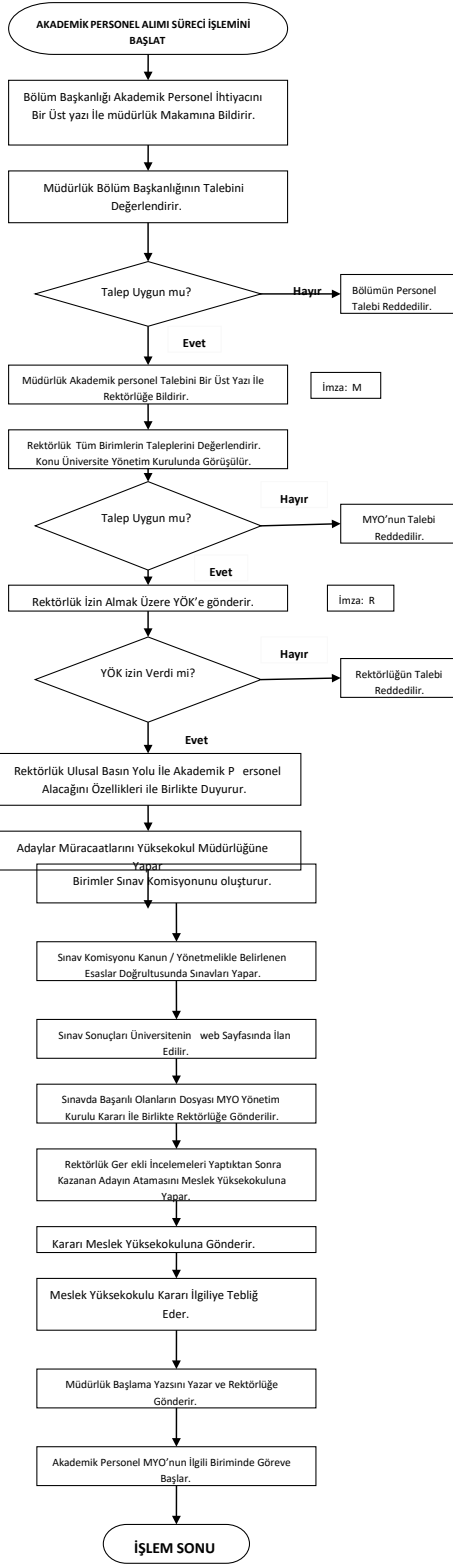 AKADEMİK PERSONEL ALIMI SÜRECİ İŞLEMİNİ
BAŞLAT
Bölüm Başkanlığı Akademik Personel İhtiyacını
Bir Üst yazı İle müdürlük Makamına Bildirir.
Müdürlük Bölüm Başkanlığının Talebini
Değerlendirir.
Talep Uygun mu?
Hayır
Bölümün Personel
Talebi Reddedilir.
Evet
Müdürlük Akademik personel Talebini Bir Üst Yazı İle
Rektörlüğe Bildirir.
İmza: M
Rektörlük Tüm Birimlerin Taleplerini Değerlendirir.
Konu Üniversite Yönetim Kurulunda Görüşülür.
Talep Uygun mu?
Hayır
MYO'nun Talebi
Reddedilir.
Evet
Rektörlük İzin Almak Üzere YÖK'e gönderir.
İmza: R
YÖK izin Verdi mi?
Hayır
Rektörlüğün Talebi
Reddedilir.
Evet
Rektörlük Ulusal Basın Yolu İle Akademik P ersonel
Alacağını Özellikleri ile Birlikte Duyurur.
Adaylar Müracaatlarını Yüksekokul Müdürlüğüne
Yapar
Birimler Sınav Komisyonunu oluşturur.
Sınav Komisyonu Kanun / Yönetmelikle Belirlenen
Esaslar Doğrultusunda Sınavları Yapar.
Sınav Sonuçları Üniversitenin web Sayfasında İlan
Edilir.
Sınavda Başarılı Olanların Dosyası MYO Yönetim
Kurulu Kararı İle Birlikte Rektörlüğe Gönderilir.
Rektörlük Ger ekli İncelemeleri Yaptıktan Sonra
Kazanan Adayın Atamasını Meslek Yüksekokuluna
Yapar.
Kararı Meslek Yüksekokuluna Gönderir.
Meslek Yüksekokulu Kararı İlgiliye Tebliğ
Eder.
Müdürlük Başlama Yazsını Yazar ve Rektörlüğe
Gönderir.
Akademik Personel MYO'nun İlgili Biriminde Göreve
Başlar.
İŞLEM SONU